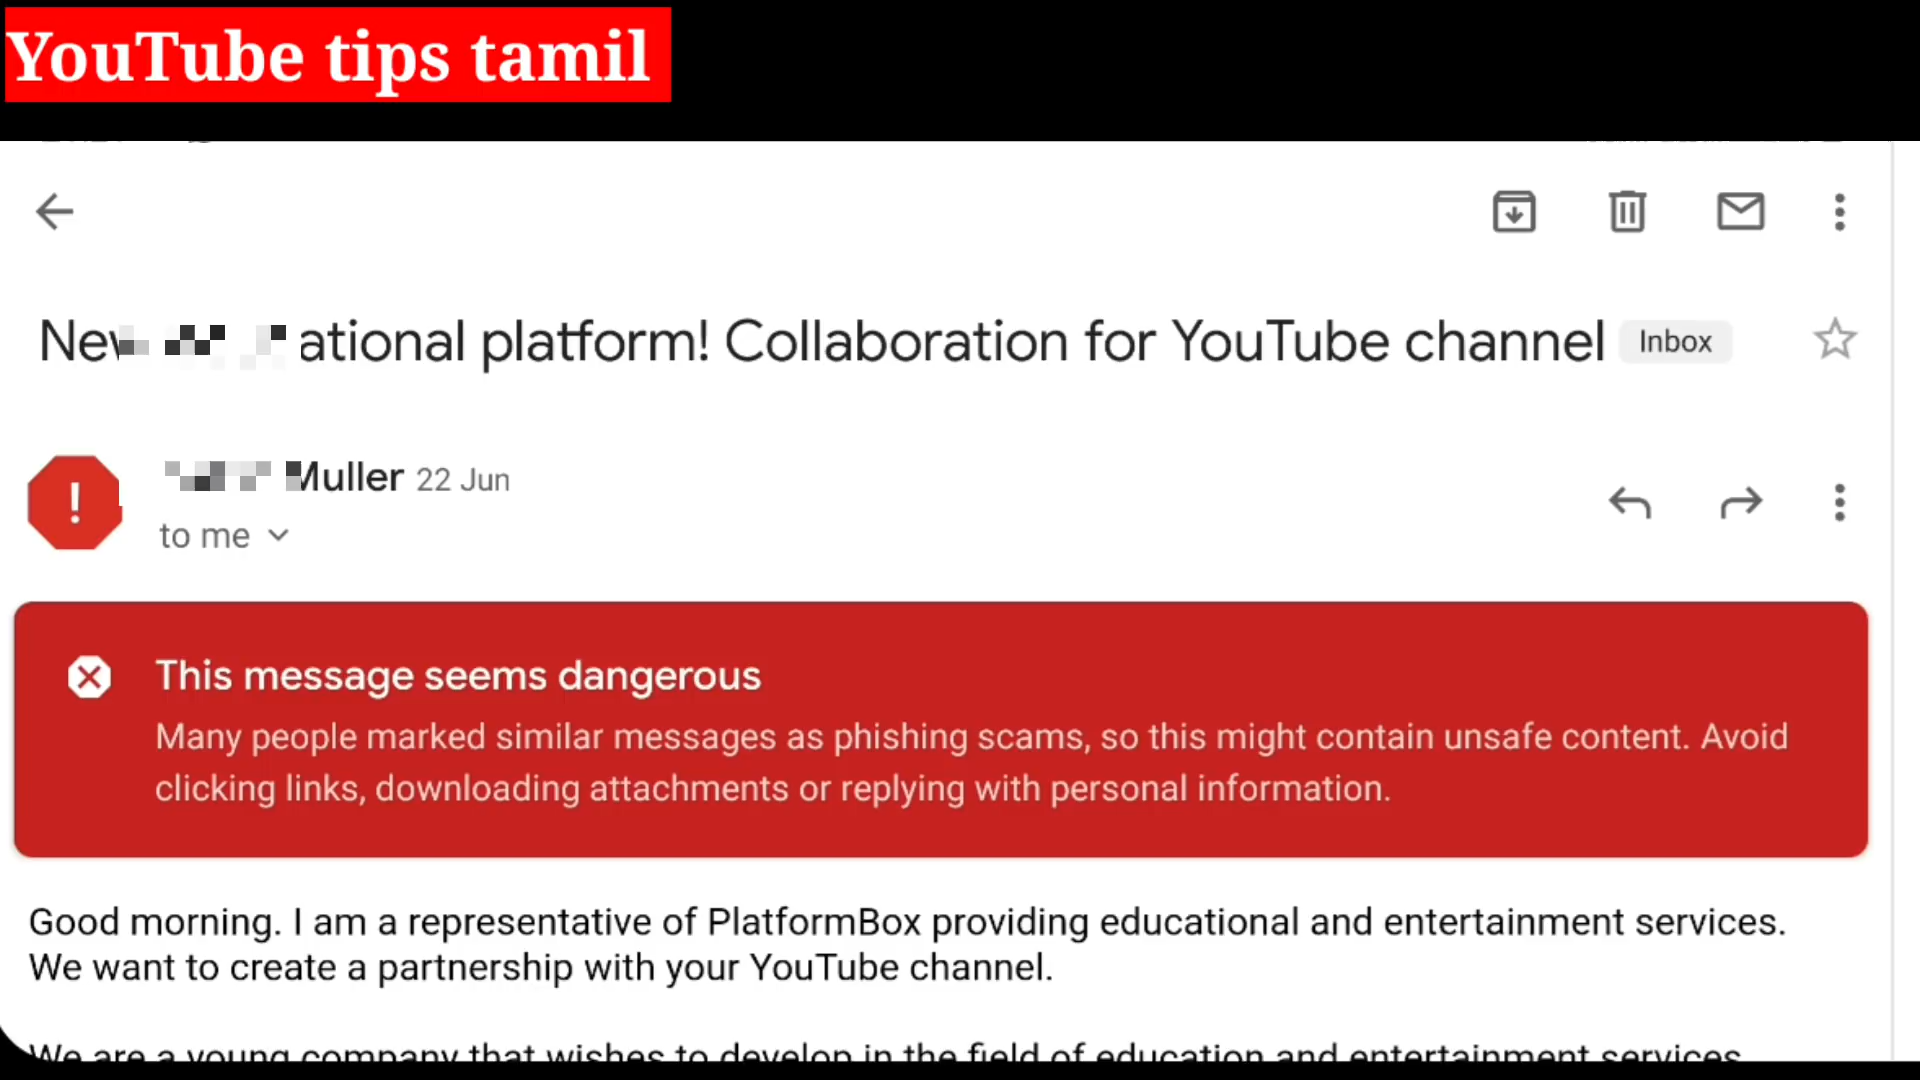 YouTube tips tamil
ational platform! Collaboration for YouTube channel Inbox
Muller 22 Jun
to me
This message seems dangerous
Many people marked similar messages as phishing scams, so this might contain unsafe content. Avoid
clicking links, downloading attachments or replying with personal information.
Good morning. I am a representative of PlatformBox providing educational and entertainment services.
We want to create a partnership with your YouTube channel.
We are a young company that wishes to develop in the field of education and entertainment services